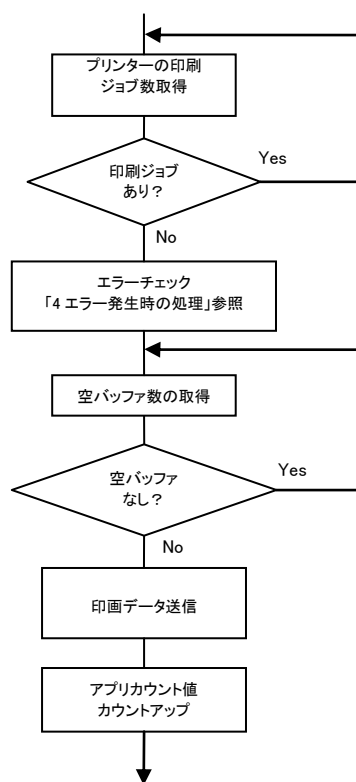 プリンターの印刷
ジョブ数取得
印刷ジョブ
あり?
Yes
No
エラーチェック
「4 エラー発生時の処理」参照
空バッファ数の取得
空バッファ
なし?
Yes
No
印画データ送信
アプリカウント値
カウントアップ